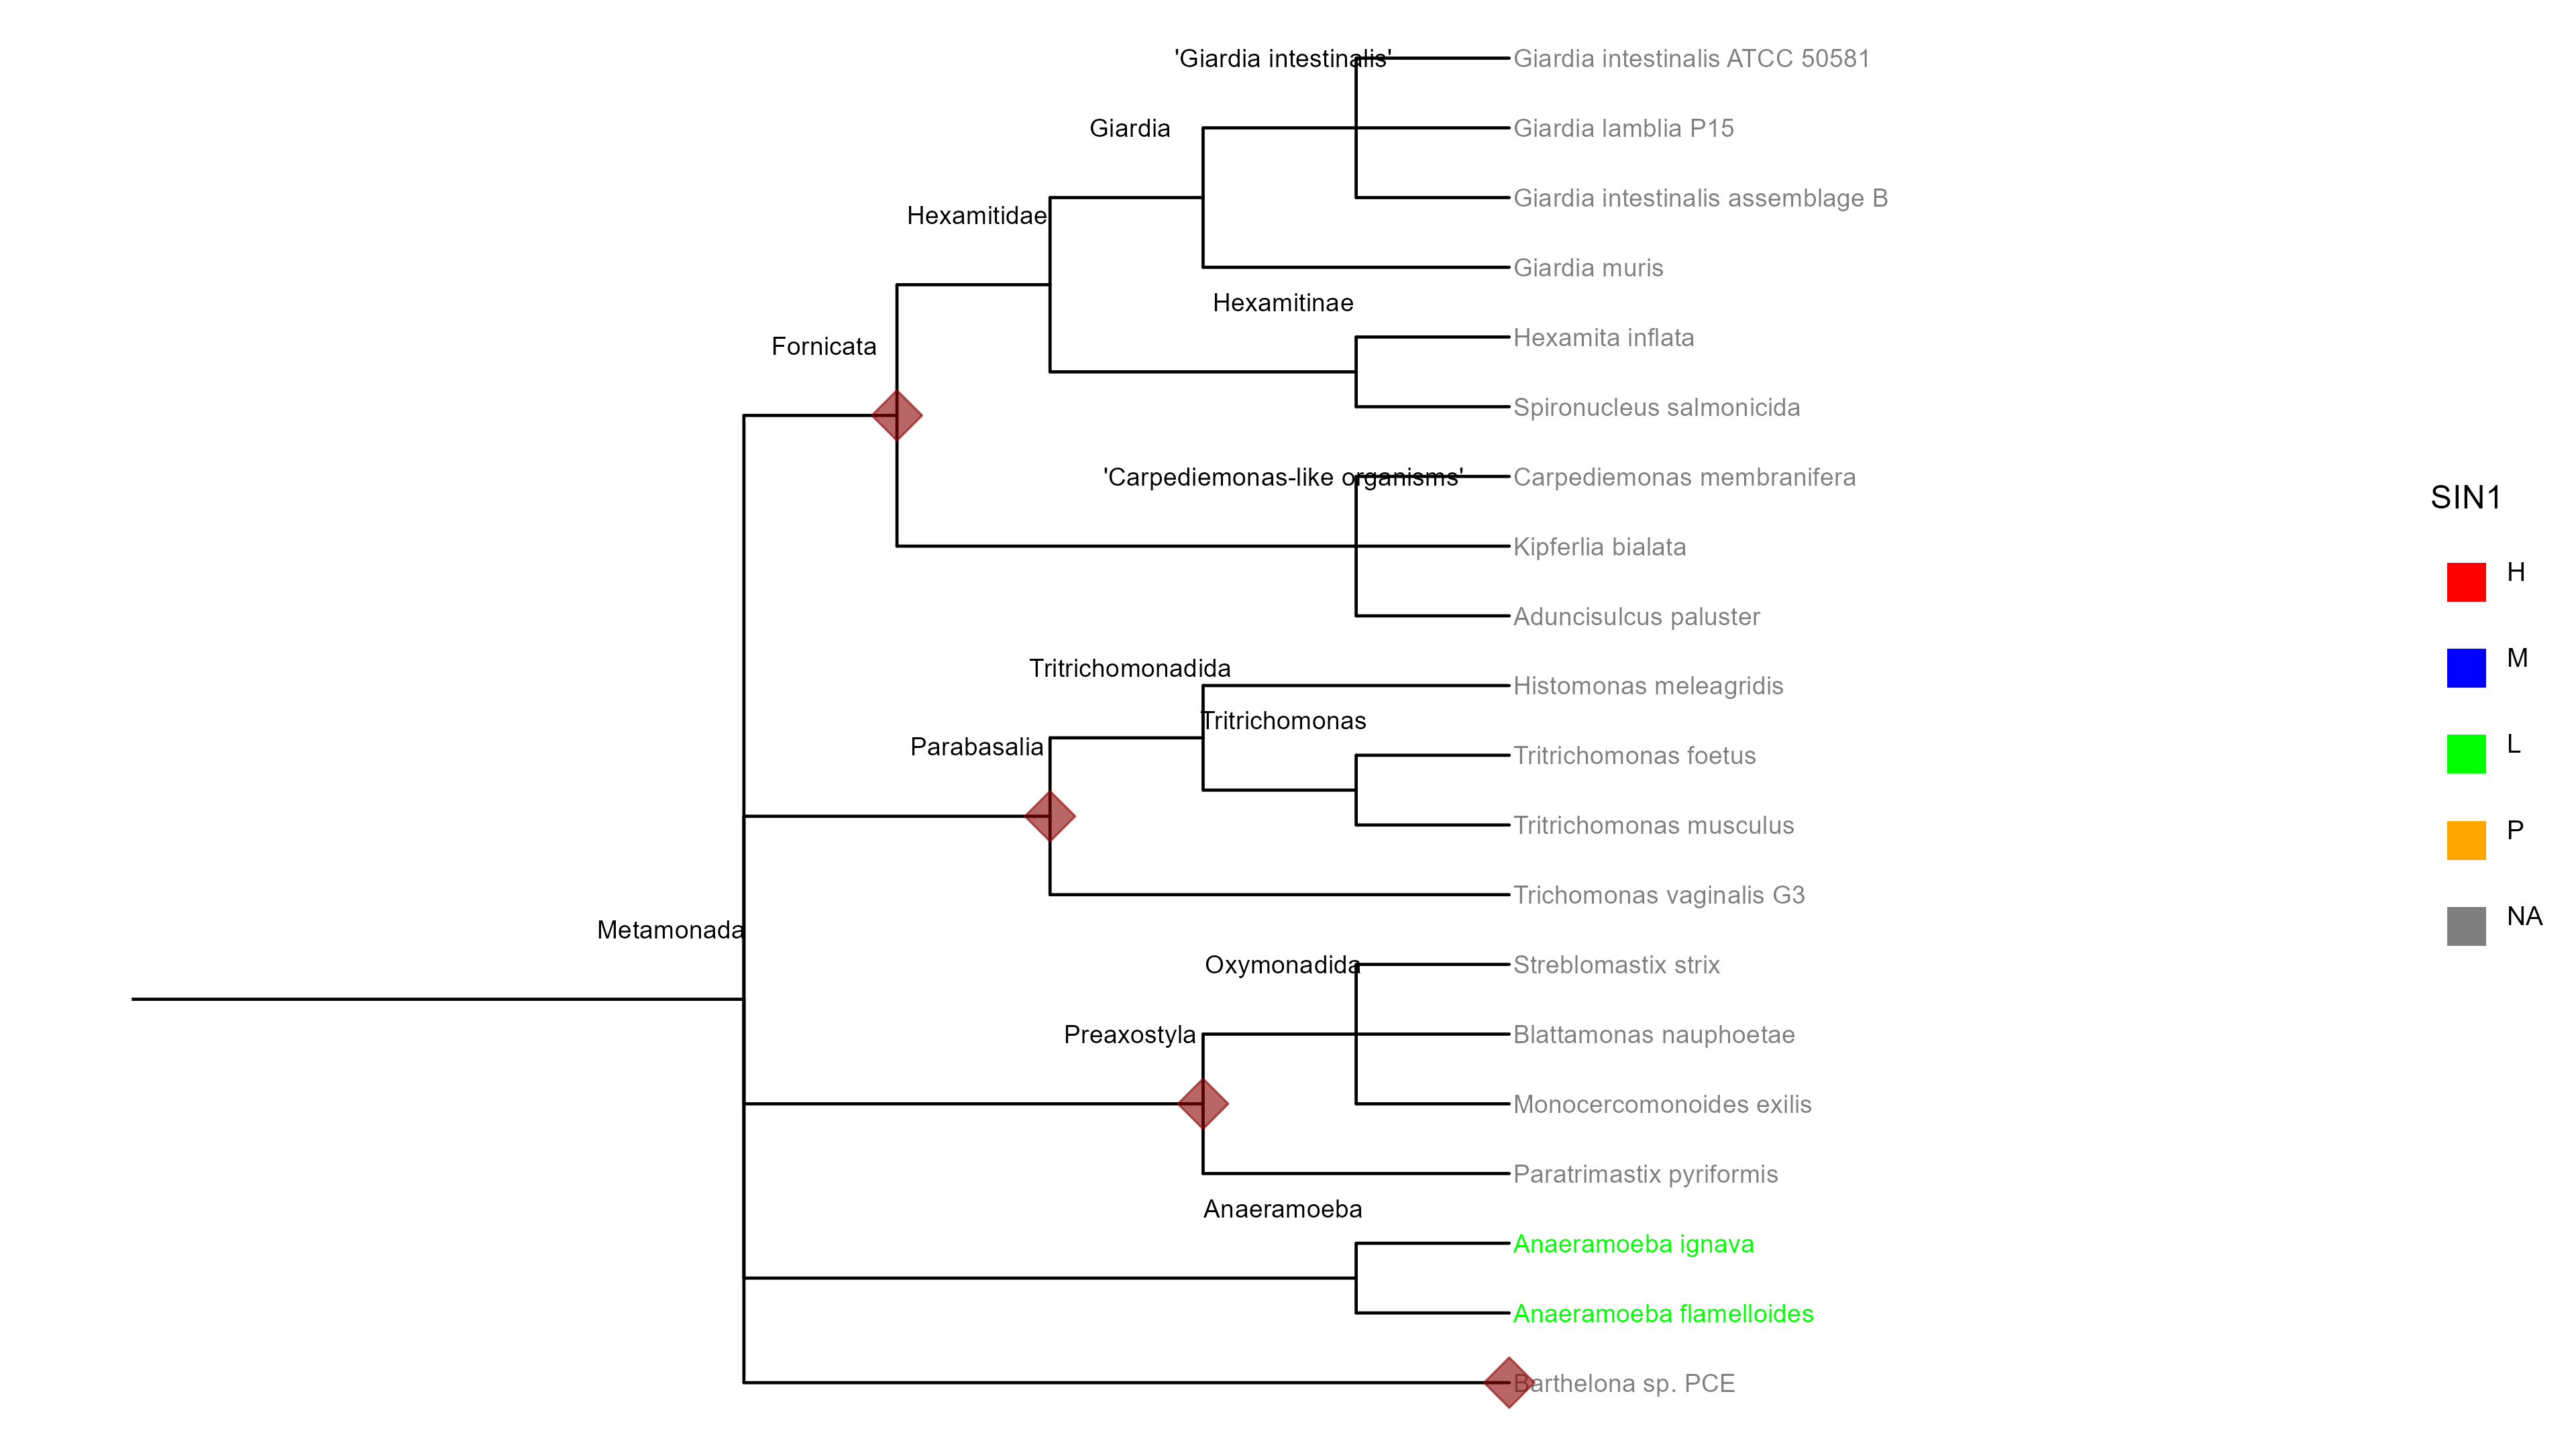 'Giardia intestinalis'
Giardia intestinalis ATCC 50581
Giardia
Giardia lamblia P15
Giardia intestinalis assemblage B
Hexamitidae
Giardia muris
Hexamitinae
Hexamita inflata
Fornicata
Spironucleus salmonicida
'Carpediemonas-like organisms'
Carpediemonas membranifera
Kipferlia bialata
Aduncisulcus paluster
Tritrichomonadida
Histomonas meleagridis
Tritrichomonas
Parabasalia
Tritrichomonas foetus
Tritrichomonas musculus
Trichomonas vaginalis G3
Metamonada
Oxymonadida
Streblomastix strix
Preaxostyla
Blattamonas nauphoetae
Monocercomonoides exilis
Paratrimastix pyriformis
Anaeramoeba
Anaeramoeba ignava
Anaeramoeba flamelloides
Barthelona sp. PCE
SIN1
H
M
L
P
NA